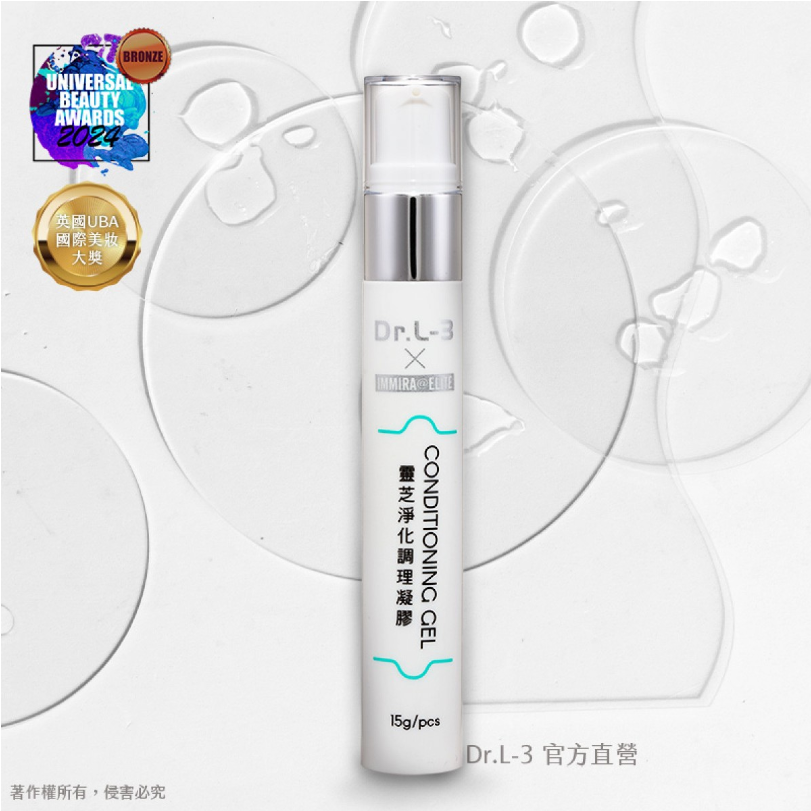 BRONZE
UNIVERSAL
BEAUTY
AWARDS
2024
英國UBA
國際美妝
大獎
Dr.L-3
×
IMMIRA@ELITE
CONDITIONING GEL
靈芝淨化調理凝膠
15g/pcs
Dr.L-3 官方直營
著作權所有，侵害必究